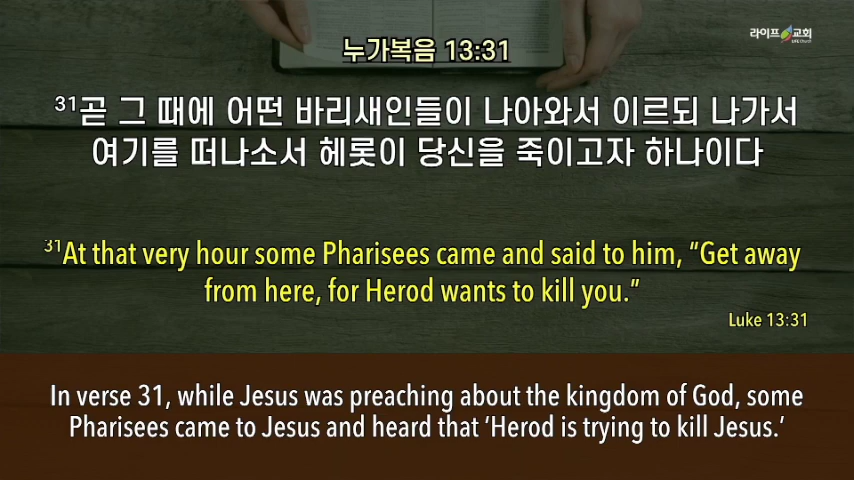 라이프교회
LIFE Church
누가복음 13:31
31곧 그 때에 어떤 바리새인들이 나아와서 이르되 나가서
여기를 떠나소서 헤롯이 당신을 죽이고자 하나이다
31At that very hour some Pharisees came and said to him, “Get away
from here, for Herod wants to kill you.”
Luke 13:31
In verse 31, while Jesus was preaching about the kingdom of God, some
Pharisees came to Jesus and heard that ‘Herod is trying to kill Jesus.’